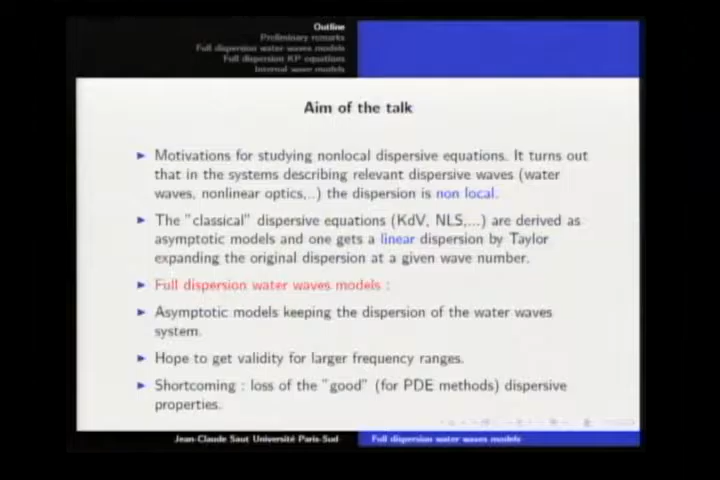 Outline
Preliminary remarks
Full dispersion water waves models
Full dispersion KP equations
Internal wave models
Aim of the talk
Motivations for studying nonlocal dispersive equations. It turns out
that in the systems describing relevant dispersive waves (water
waves, nonlinear optics,..) the dispersion is non local.
The "classical" dispersive equations (KdV, NLS,...) are derived as
asymptotic models and one gets a linear dispersion by Taylor
expanding the original dispersion at a given wave number.
Full dispersion water waves models :
Asymptotic models keeping the dispersion of the water waves
system.
Hope to get validity for larger frequency ranges.
Shortcoming : loss of the "good" (for PDE methods) dispersive
properties.
Jean-Claude Saut Université Paris-Sud
Full dispersion water waves models